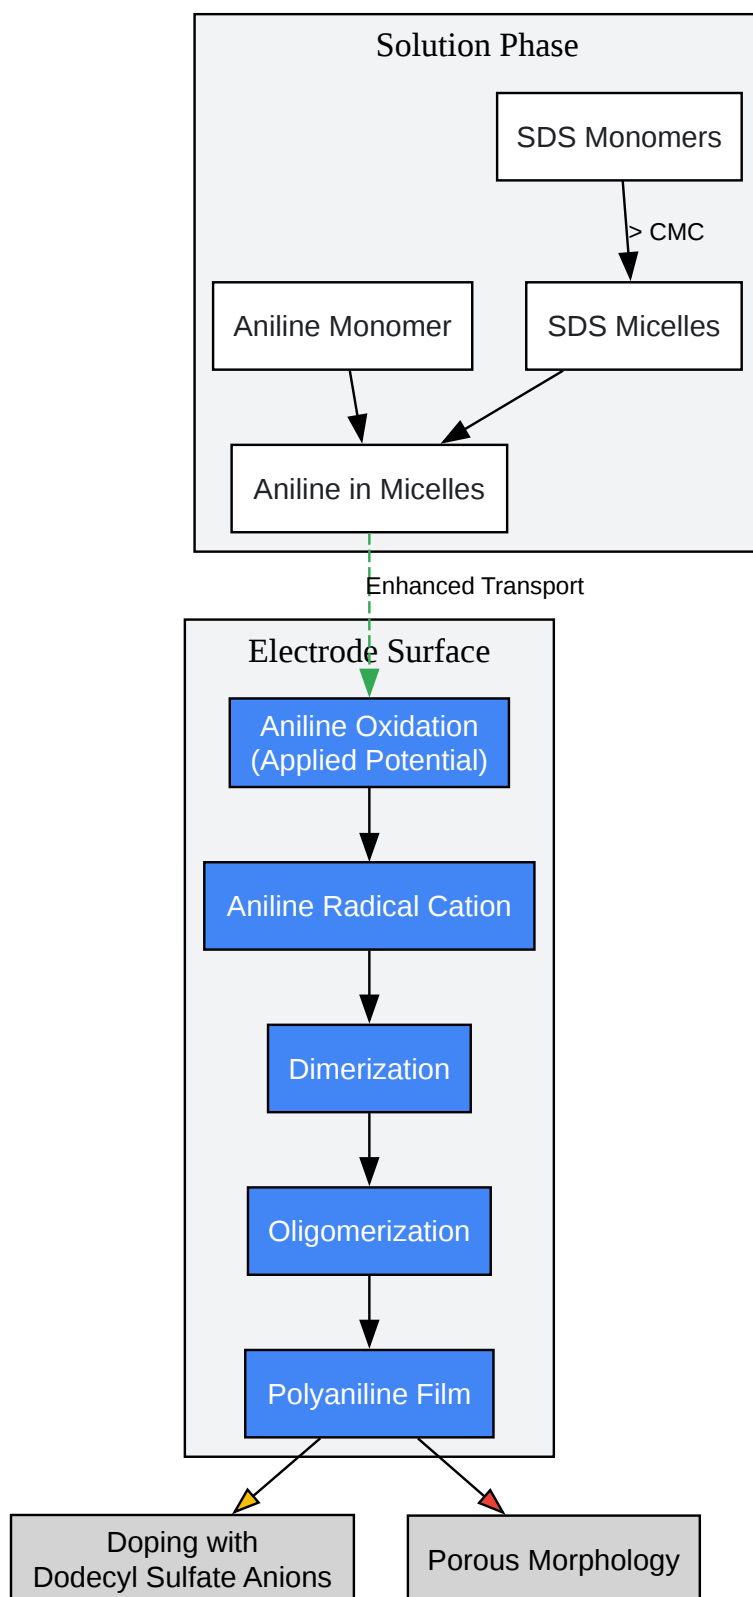 Solution Phase
SDS Monomers
> CMC
Aniline Monomer
SDS Micelles
Aniline in Micelles
Enhanced Transport
Electrode Surface
Aniline Oxidation
(Applied Potential)
Aniline Radical Cation
Dimerization
Oligomerization
Polyaniline Film
Doping with
Dodecyl Sulfate Anions
Porous Morphology